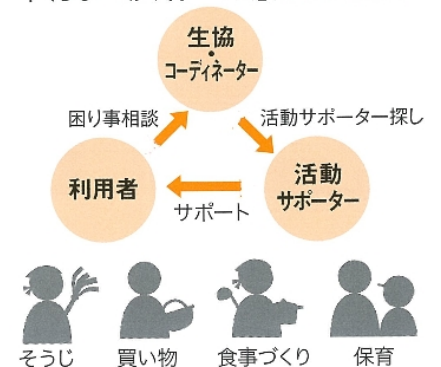 生協
・
コーディネーター
困り事相談
活動サポーター探し
利用者
活動
サポーター
サポート
そうじ
買い物
食事づくり
保育